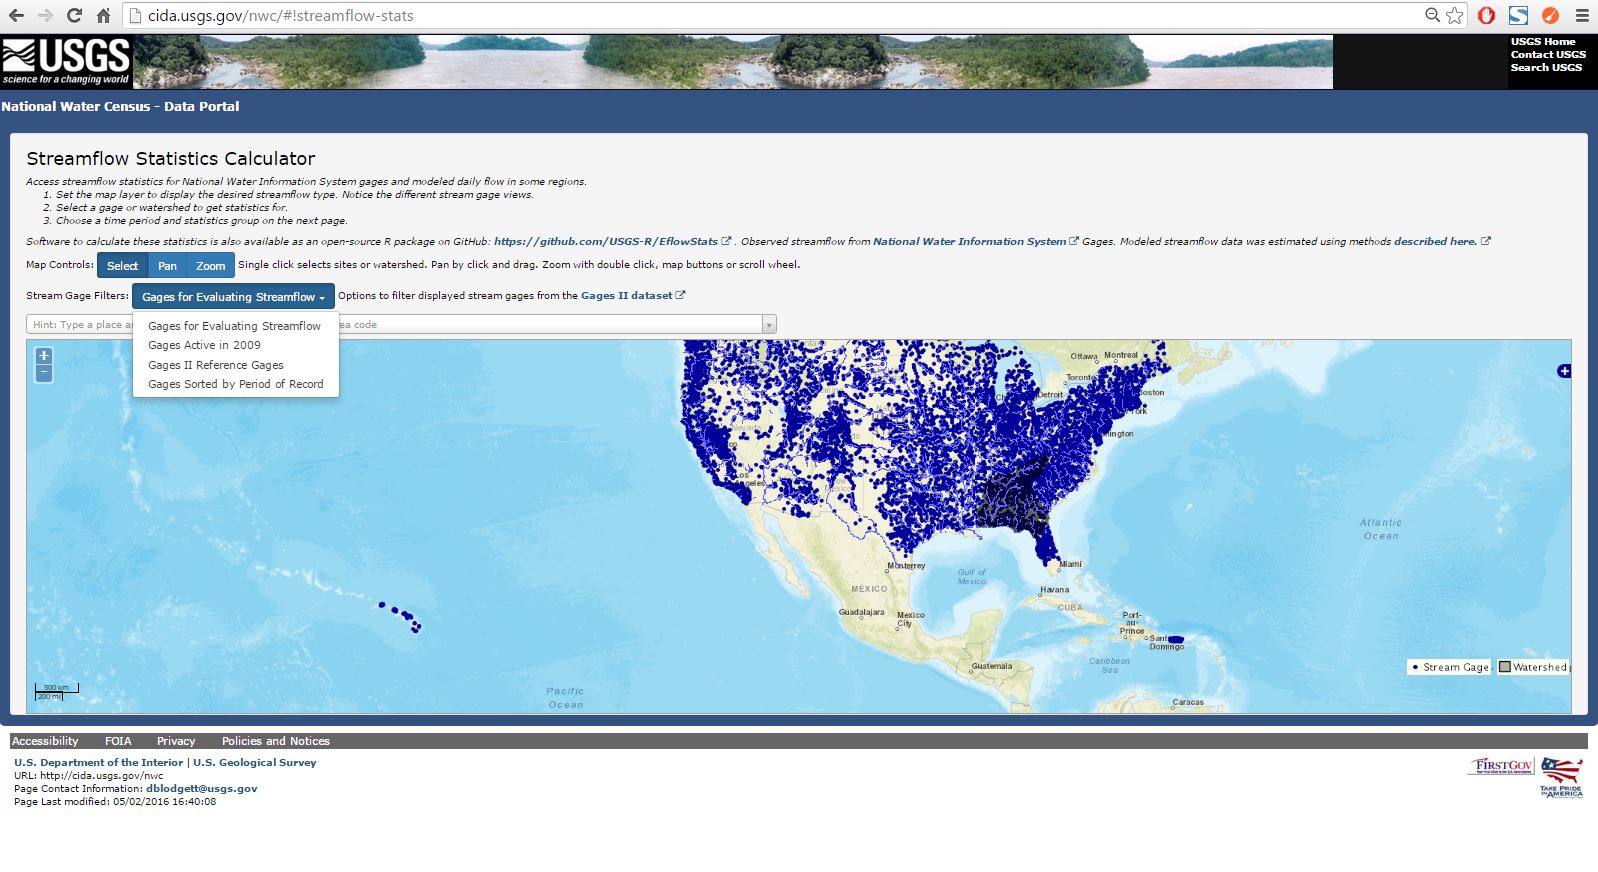 cida.usgs.gov/nwc/#!streamflow-stats
USGS
science for a changing world
USGS Home
Contact USGS
Search USGS
National Water Census - Data Portal
Streamflow Statistics Calculator
Access streamflow statistics for National Water Information System gages and modeled daily flow in some regions.
1. Set the map layer to display the desired streamflow type. Notice the different stream gage views.
2. Select a gage or watershed to get statistics for.
3. Choose a time period and statistics group on the next page.
Software to calculate these statistics is also available as an open-source R package on GitHub: https://github.com/USGS-R/EflowStats . Observed streamflow from National Water Information System Gages. Modeled streamflow data was estimated using methods described here.
Map Controls: Select Pan Zoom Single click selects sites or watershed. Pan by click and drag. Zoom with double click, map buttons or scroll wheel.
Stream Gage Filters: Gages for Evaluating Streamflow Options to filter displayed stream gages from the Gages II dataset
Hint: Type a place code
Gages for Evaluating Streamflow
Gages Active in 2009
Gages II Reference Gages
Gages Sorted by Period of Record
+
−
+
Ottawa Montreal
Toronto
Detroit
Atlantic
Ocean
Monterrey
Miami
Gulf of
Mexico
Havana
MÉXICO
CUBA
Guadalajara
Mexico
City
Port-
au-
Prince
Domingo
Guatemala
Caribbean
Sea
Caracas
Pacific
Ocean
500 km
200 mi
Stream Gage
Watershed
Accessibility FOIA Privacy Policies and Notices
U.S. Department of the Interior | U.S. Geological Survey
URL: http://cida.usgs.gov/nwc
Page Contact Information: dblodgett@usgs.gov
Page Last modified: 05/02/2016 16:40:08
FIRSTGOV
TAKE PRIDE
IN AMERICA